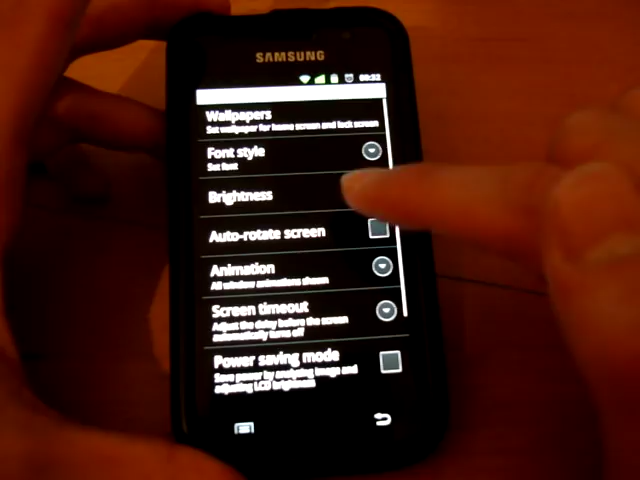 SAMSUNG
Wallpapers
Set wallpaper for home screen and lock screen
Font style
Set font
Brightness
Auto-rotate screen
Animation
All window animations shown
Screen timeout
Adjust the delay before the screen
automatically turns off
Power saving mode
Save power by analyzing image and
adjusting LCD brightness